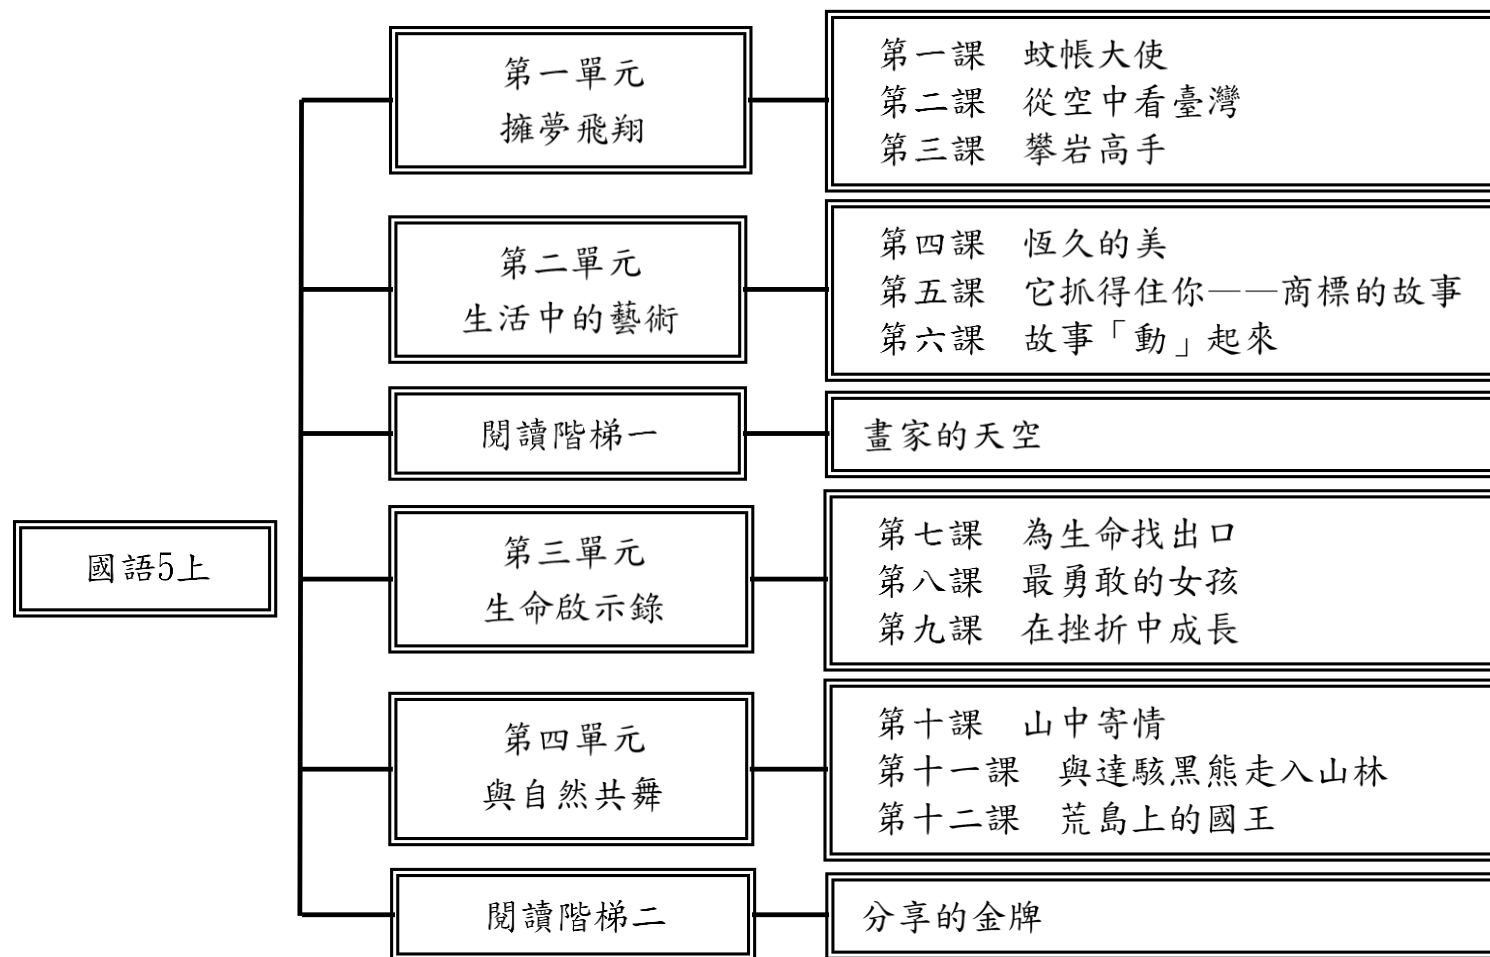 國語5上
第一單元
擁夢飛翔
第一課　蚊帳大使
第二課　從空中看臺灣
第三課　攀岩高手
第二單元
生活中的藝術
第四課　恆久的美
第五課　它抓得住你——商標的故事
第六課　故事「動」起來
閱讀階梯一
畫家的天空
第三單元
生命啟示錄
第七課　為生命找出口
第八課　最勇敢的女孩
第九課　在挫折中成長
第四單元
與自然共舞
第十課　山中寄情
第十一課　與達駭黑熊走入山林
第十二課　荒島上的國王
閱讀階梯二
分享的金牌